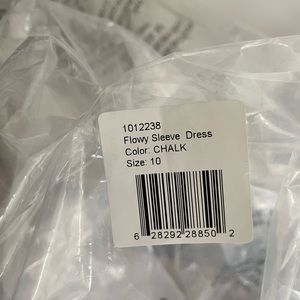 1012238
Flowy Sleeve Dress
Color: CHALK
Size: 10
6 28292 28850 2